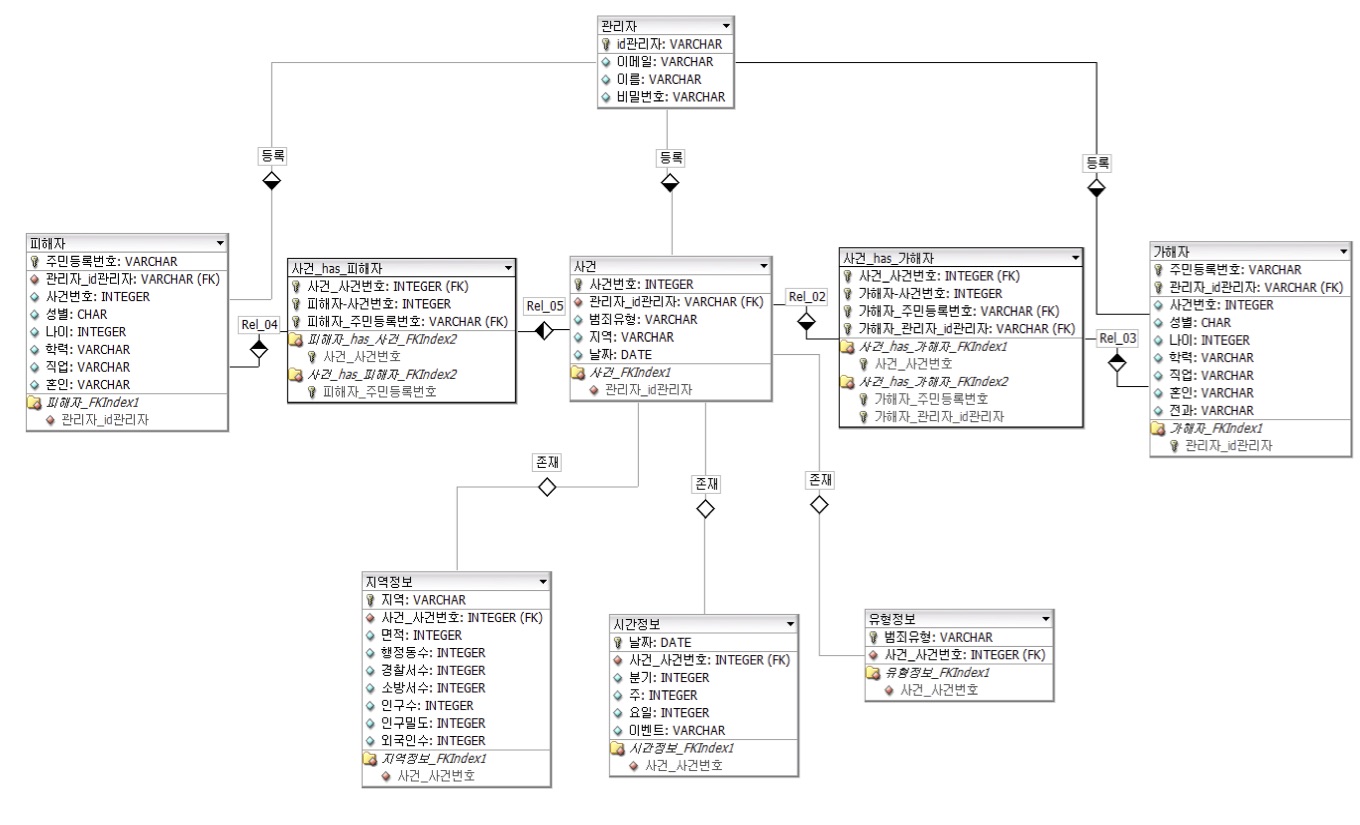 관리자
id관리자: VARCHAR
이메일: VARCHAR
이름: VARCHAR
비밀번호: VARCHAR
등록
등록
등록
피해자
주민등록번호: VARCHAR
관리자_id관리자: VARCHAR (FK)
사건번호: INTEGER
성별: CHAR
나이: INTEGER
학력: VARCHAR
직업: VARCHAR
혼인: VARCHAR
피해자_FKIndex1
관리자_id관리자
Rel_04
사건_has_피해자
사건_사건번호: INTEGER (FK)
피해자-사건번호: INTEGER
피해자_주민등록번호: VARCHAR (FK)
피해자_has_사건_FKIndex2
사건_사건번호
사건_has_피해자_FKIndex2
피해자_주민등록번호
Rel_05
사건
사건번호: INTEGER
관리자_id관리자: VARCHAR (FK)
범죄유형: VARCHAR
지역: VARCHAR
날짜: DATE
사건_FKIndex1
관리자_id관리자
Rel_02
사건_has_가해자
사건_사건번호: INTEGER (FK)
가해자-사건번호: INTEGER
가해자_주민등록번호: VARCHAR (FK)
가해자_관리자_id관리자: VARCHAR (FK)
사건_has_가해자_FKIndex1
사건_사건번호
사건_has_가해자_FKIndex2
가해자_주민등록번호
가해자_관리자_id관리자
Rel_03
가해자
주민등록번호: VARCHAR
관리자_id관리자: VARCHAR (FK)
사건번호: INTEGER
성별: CHAR
나이: INTEGER
학력: VARCHAR
직업: VARCHAR
혼인: VARCHAR
전과: VARCHAR
가해자_FKIndex1
관리자_id관리자
존재
존재
존재
지역정보
지역: VARCHAR
사건_사건번호: INTEGER (FK)
면적: INTEGER
행정동수: INTEGER
경찰서수: INTEGER
소방서수: INTEGER
인구수: INTEGER
인구밀도: INTEGER
외국인수: INTEGER
지역정보_FKIndex1
사건_사건번호
시간정보
날짜: DATE
사건_사건번호: INTEGER (FK)
분기: INTEGER
주: INTEGER
요일: INTEGER
이벤트: VARCHAR
시간정보_FKIndex1
사건_사건번호
유형정보
범죄유형: VARCHAR
사건_사건번호: INTEGER (FK)
유형정보_FKIndex1
사건_사건번호